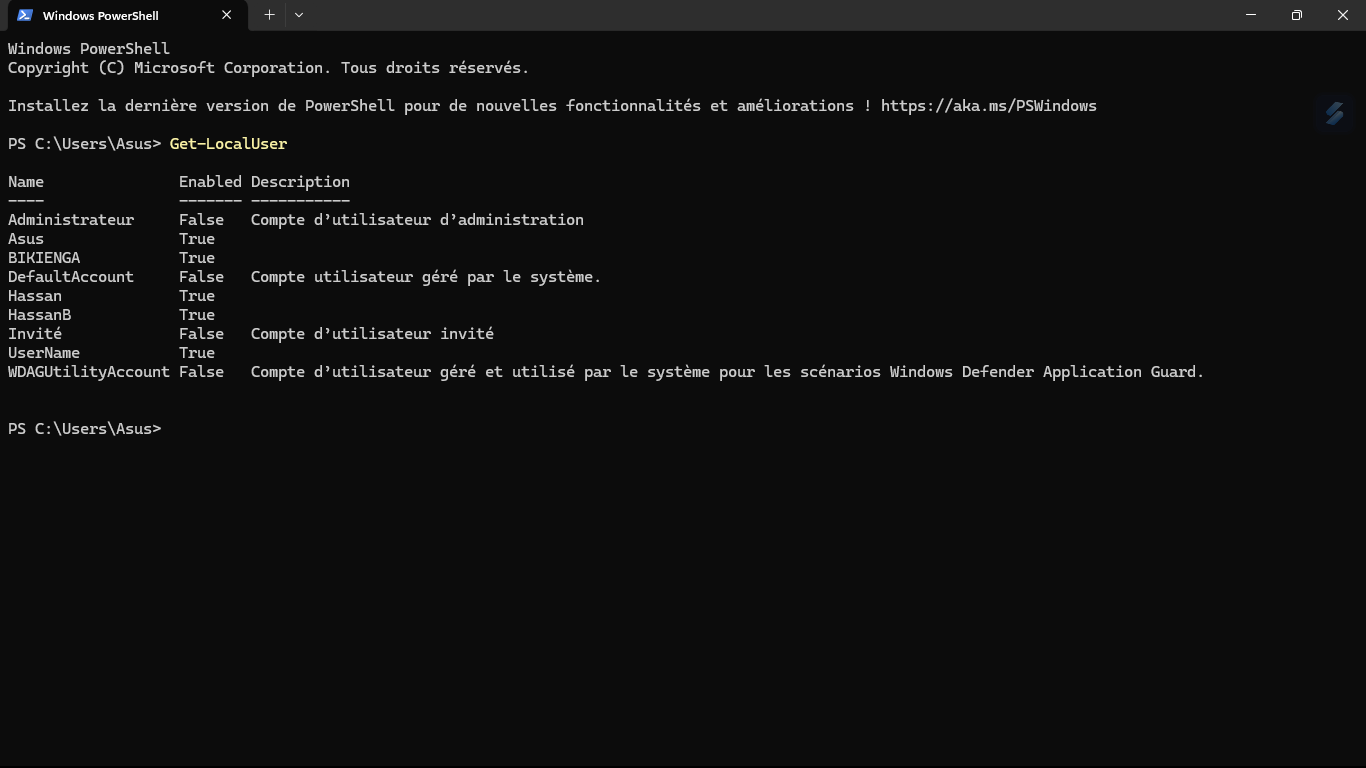 Windows PowerShell
Windows PowerShell
Copyright (C) Microsoft Corporation. Tous droits réservés.
Installez la dernière version de PowerShell pour de nouvelles fonctionnalités et améliorations ! https://aka.ms/PSWindows
PS C:\Users\Asus> Get-LocalUser
Name               Enabled Description
----               ------- -----------
Administrateur     False   Compte d’utilisateur d’administration
Asus               True
BIKIENGA           True
DefaultAccount     False   Compte utilisateur géré par le système.
Hassan             True
HassanB            True
Invité             False   Compte d’utilisateur invité
UserName           True
WDAGUtilityAccount False   Compte d’utilisateur géré et utilisé par le système pour les scénarios Windows Defender Application Guard.
PS C:\Users\Asus>